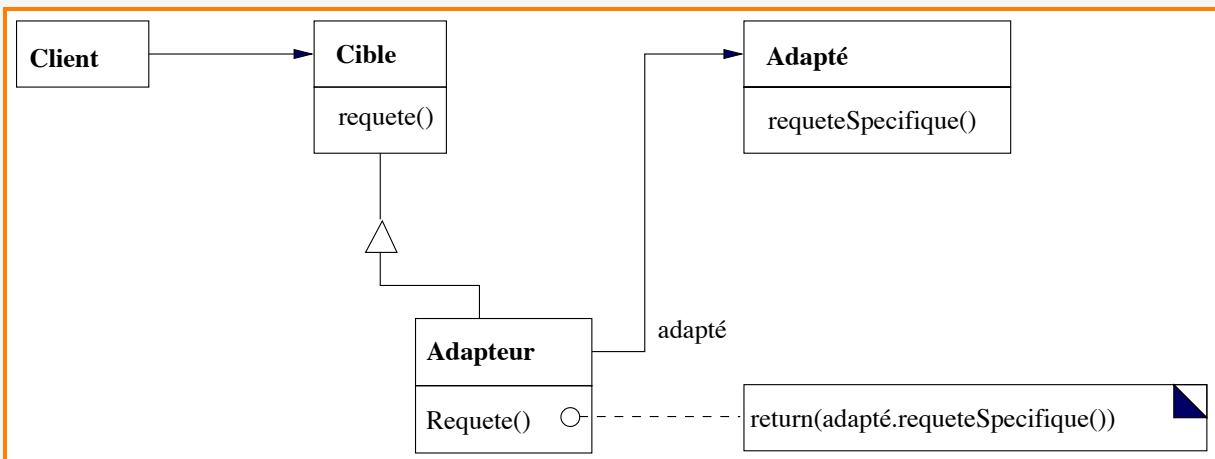 Client
Cible
requete()
Adapté
requeteSpecifique()
adapté
Adapteur
Requete()
return(adapté.requeteSpecifique())